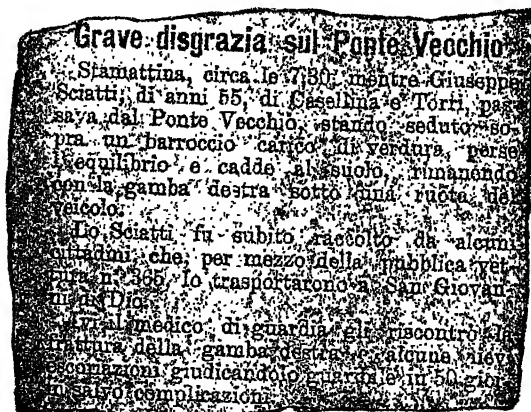 Grave disgrazia sul Ponte Vecchio
Stamattina, circa le 7,30, mentre Giuseppe
Sciatti, di anni 55, di Casellina e Torri, pas-
sava dal Ponte Vecchio, stando seduto so-
pra un barroccio carico di verdura, perse
l'equilibrio e cadde al suolo, rimanendo
con la gamba destra sotto una ruota del
veicolo.
Lo Sciatti fu subito raccolto da alcuni
cittadini che, per mezzo della pubblica vet-
tura n. 365, lo trasportarono a San Giovan-
ni di Dio.
Ivi il medico di guardia gli riscontrò la
frattura della gamba destra e alcune lievi
escoriazioni giudicandolo guaribile in 50 gior-
ni salvo complicazioni.